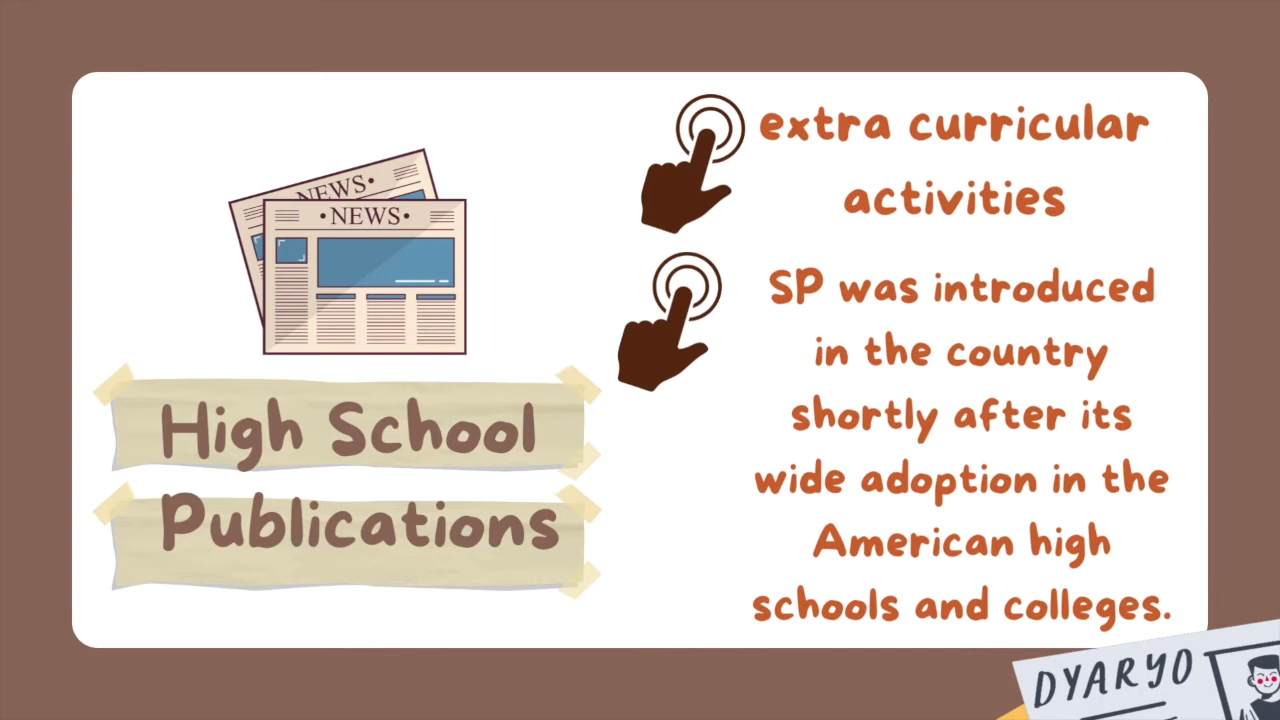 •NEWS•
•NEWS•
High School
Publications
extra curricular
activities
SP was introduced
in the country
shortly after its
wide adoption in the
American high
schools and colleges.
DYARYO